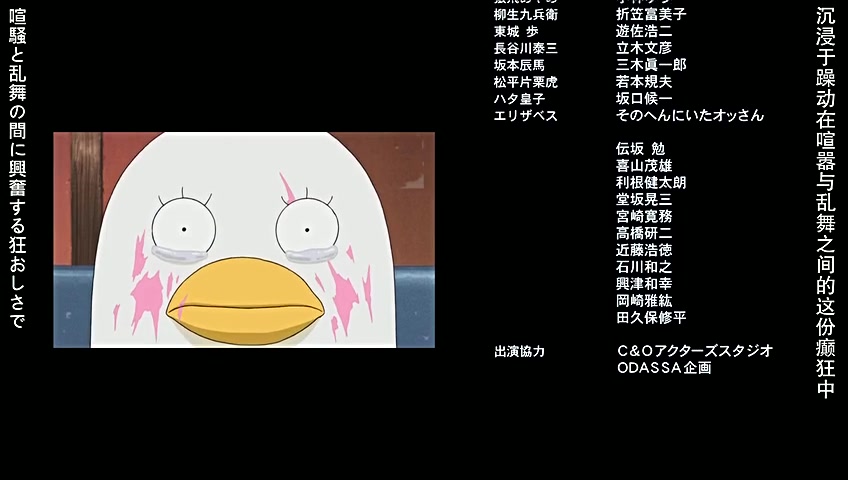 喧騒と乱舞の間に興奮する狂おしさで
柳生九兵衛 折笠富美子
東城 歩 遊佐浩二
長谷川泰三 立木文彦
坂本辰馬 三木眞一郎
松平片栗虎 若本規夫
ハタ皇子 坂口候一
エリザベス そのへんにいたオッさん
伝坂 勉
喜山茂雄
利根健太朗
堂坂晃三
宮崎寛務
高橋研二
近藤浩徳
石川和之
興津和幸
岡崎雅紘
田久保修平
出演協力 C&Oアクターズスタジオ
ODASSA企画
沉浸于躁动在喧嚣与乱舞之间的这份癫狂中